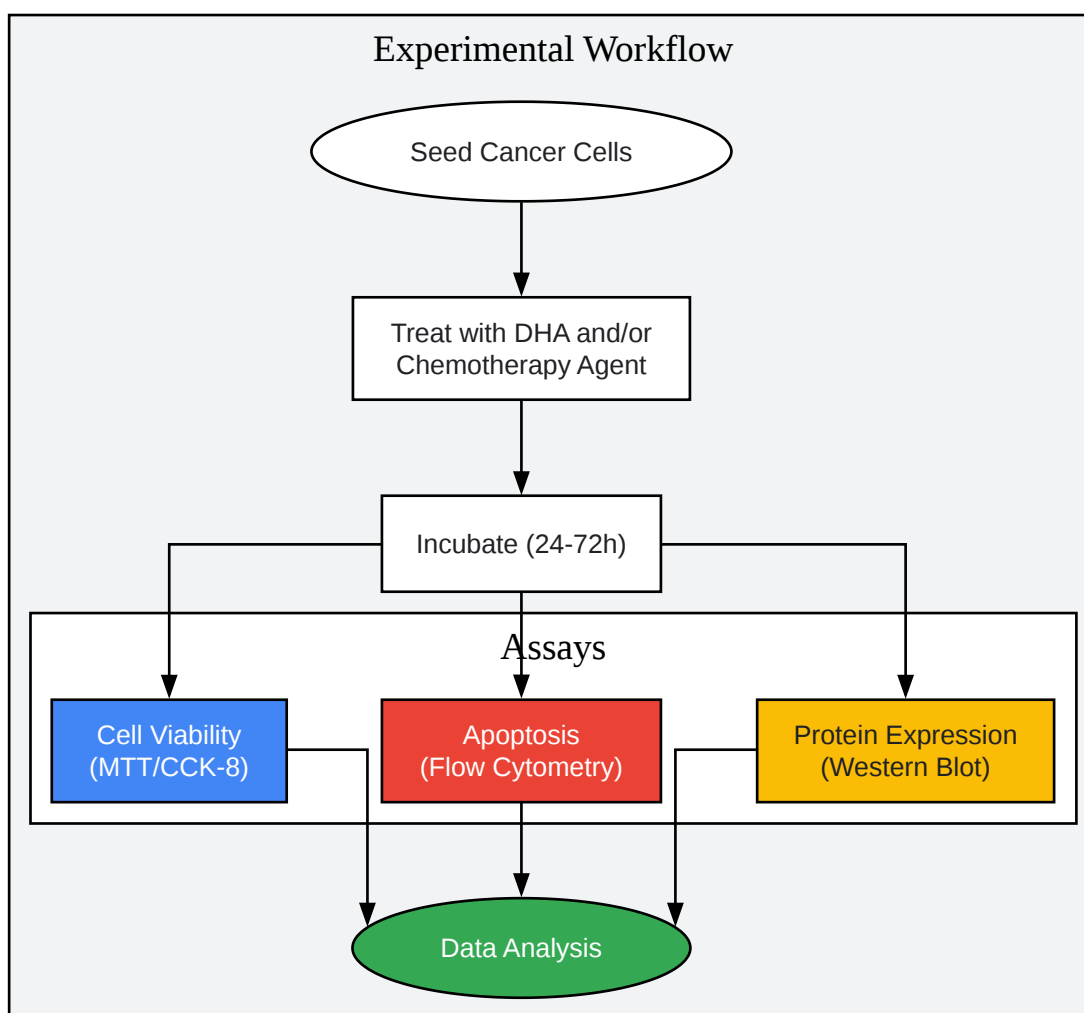 Experimental Workflow
Seed Cancer Cells
Treat with DHA and/or
Chemotherapy Agent
Incubate (24-72h)
Assays
Cell Viability
(MTT/CCK-8)
Apoptosis
(Flow Cytometry)
Protein Expression
(Western Blot)
Data Analysis